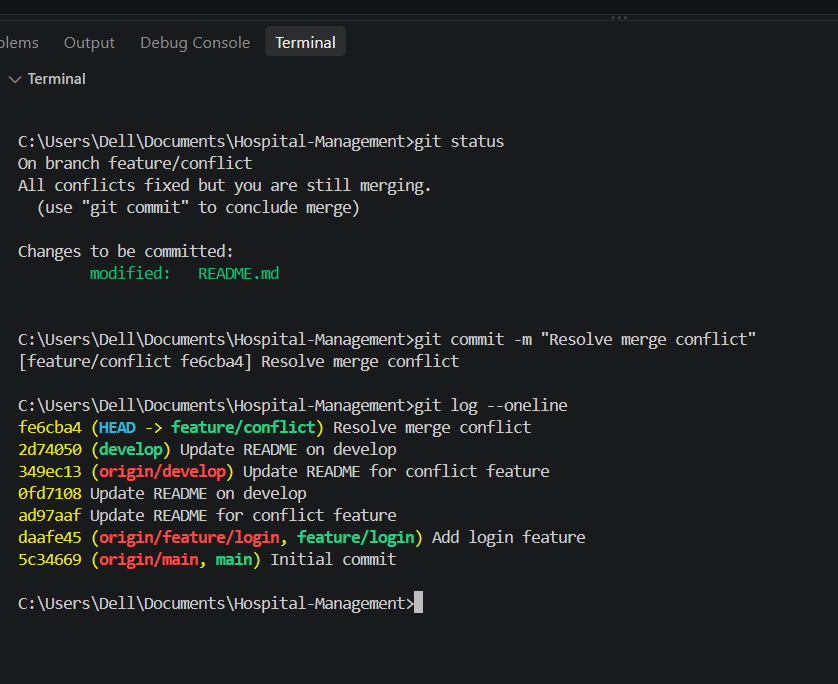 blems Output Debug Console Terminal
Terminal
C:\Users\Dell\Documents\Hospital-Management>git status
On branch feature/conflict
All conflicts fixed but you are still merging.
  (use "git commit" to conclude merge)
Changes to be committed:
        modified:   README.md
C:\Users\Dell\Documents\Hospital-Management>git commit -m "Resolve merge conflict"
[feature/conflict fe6cba4] Resolve merge conflict
C:\Users\Dell\Documents\Hospital-Management>git log --oneline
fe6cba4 (HEAD -> feature/conflict) Resolve merge conflict
2d74050 (develop) Update README on develop
349ec13 (origin/develop) Update README for conflict feature
0fd7108 Update README on develop
ad97aaf Update README for conflict feature
daafe45 (origin/feature/login, feature/login) Add login feature
5c34669 (origin/main, main) Initial commit
C:\Users\Dell\Documents\Hospital-Management>